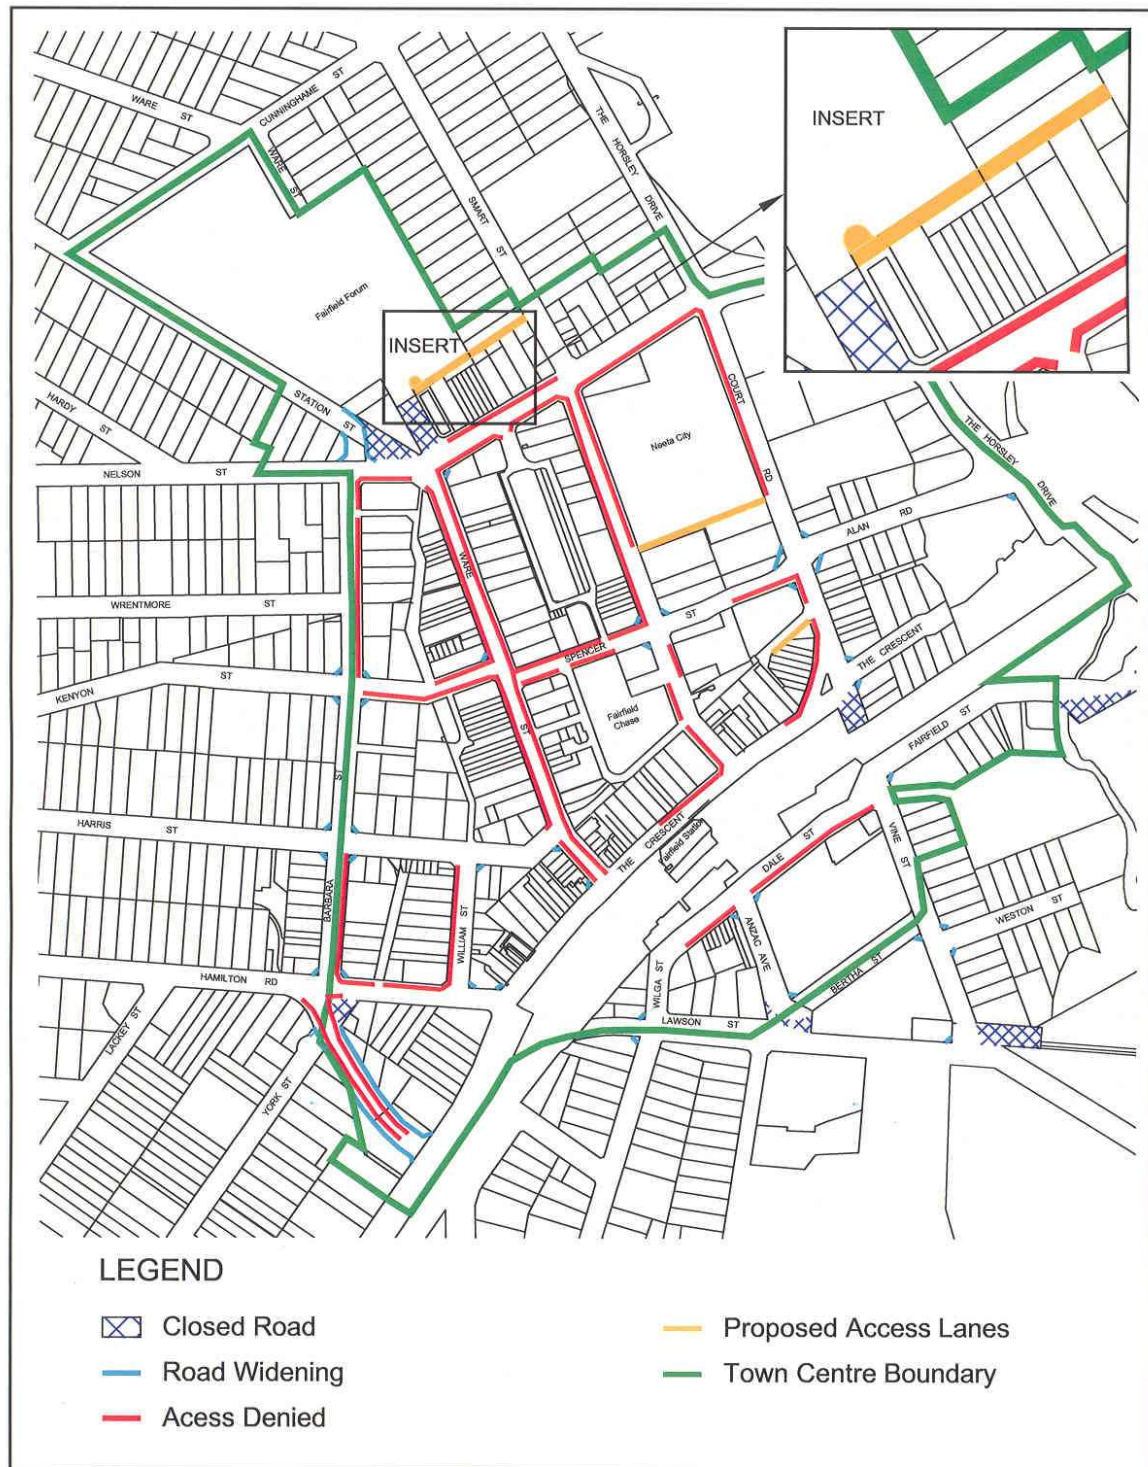 WARE ST
CUNNINGHAME ST
WARE ST
THE HORSLEY DRIVE
SMART ST
INSERT
Fairfield Forum
INSERT
STATION ST
HARDY ST
NELSON ST
COURT RD
Neeta City
THE HORSLEY DRIVE
ALAN RD
WARE ST
WRENTMORE ST
SPENCER ST
THE CRESCENT
KENYON ST
Fairfield
Chase
FAIRFIELD ST
HARRIS ST
ST
BARBARA
THE CRESCENT
Fairfield Station
DALE ST
VINE ST
WESTON ST
WILLIAM ST
ANZAC AVE
BERTHA ST
HAMILTON RD
WILGA ST
LAWSON ST
LACKEY ST
YORK ST
LEGEND
Closed Road
Road Widening
Acess Denied
Proposed Access Lanes
Town Centre Boundary